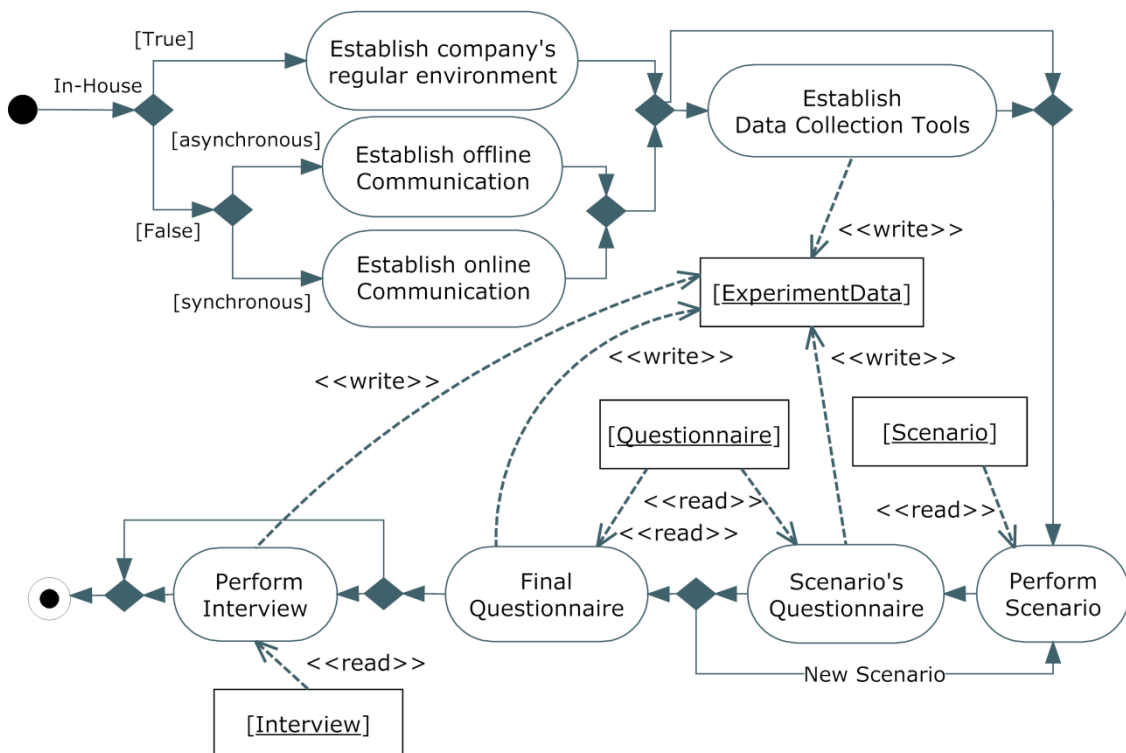 [True]
Establish company's
regular environment
In-House
Establish
Data Collection Tools
[asynchronous]
Establish offline
Communication
[False]
<<write>>
Establish online
Communication
[synchronous]
[ExperimentData]
<<write>>
<<write>>
<<write>>
[Questionnaire]
[Scenario]
<<read>>
<<read>>
<<read>>
Perform
Interview
Final
Questionnaire
Scenario's
Questionnaire
Perform
Scenario
<<read>>
New Scenario
[Interview]